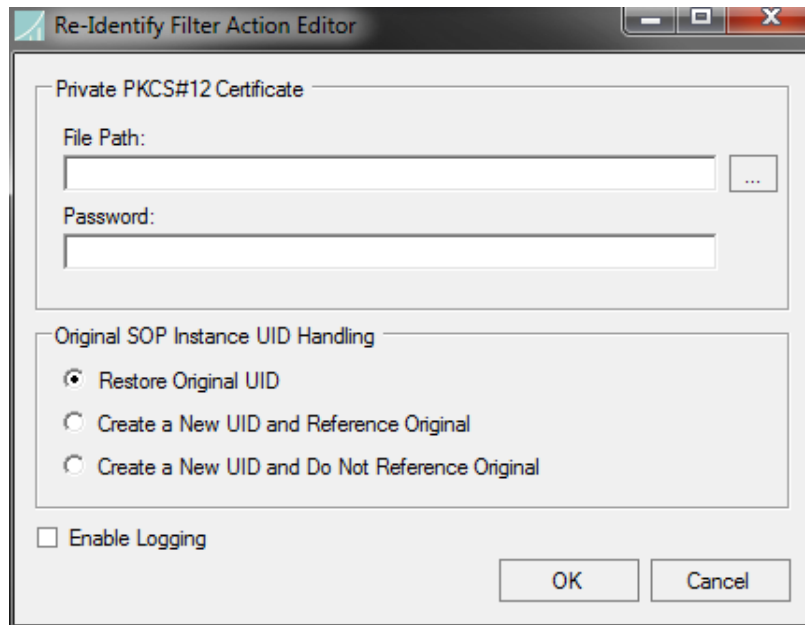 Re-Identify Filter Action Editor
Private PKCS#12 Certificate
File Path:
...
Password:
Original SOP Instance UID Handling
Restore Original UID
Create a New UID and Reference Original
Create a New UID and Do Not Reference Original
Enable Logging
OK Cancel